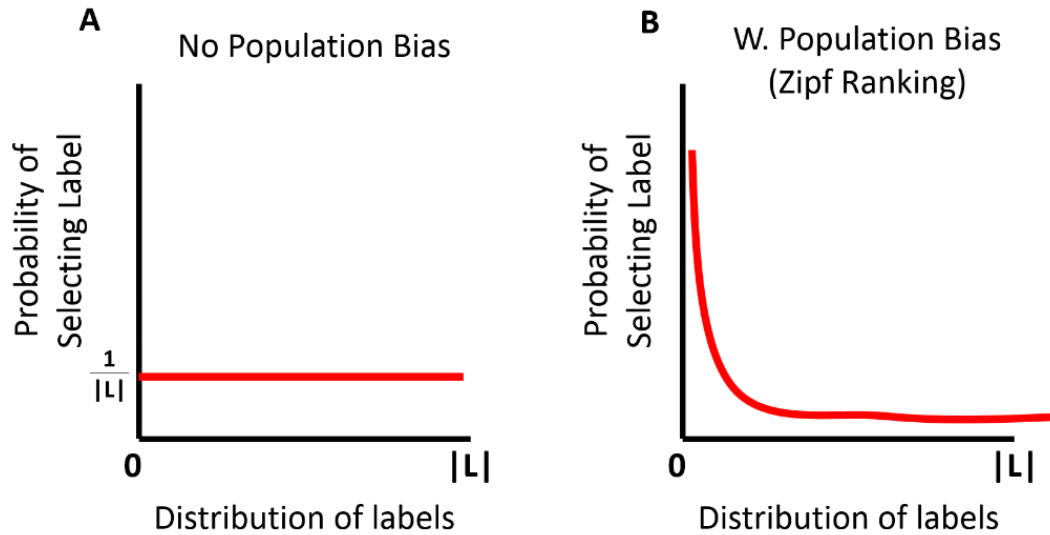 A
No Population Bias
Probability of
Selecting Label
1
|L|
0
|L|
Distribution of labels
B
W. Population Bias
(Zipf Ranking)
Probability of
Selecting Label
0
|L|
Distribution of labels